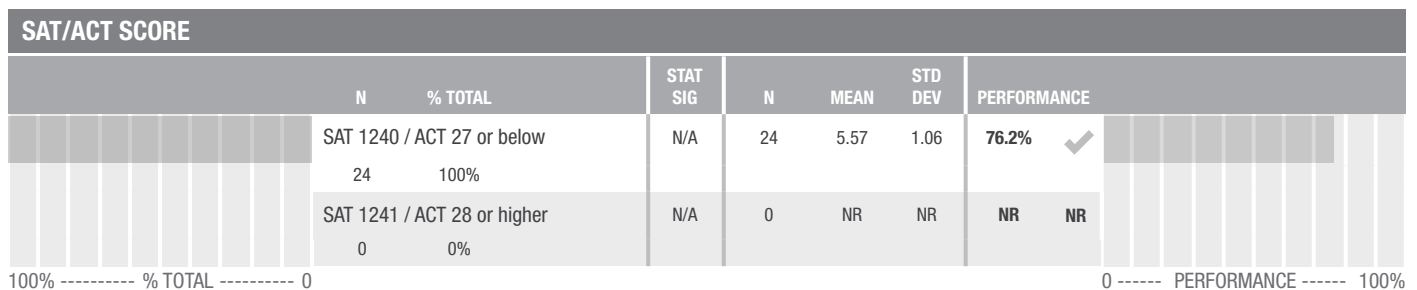 SAT/ACT SCORE
N % TOTAL STAT SIG N MEAN STD DEV PERFORMANCE
SAT 1240 / ACT 27 or below N/A 24 5.57 1.06 76.2%
24 100%
SAT 1241 / ACT 28 or higher N/A 0 NR NR NR NR
0 0%
100% ---------- % TOTAL ---------- 0 0 ------ PERFORMANCE ------ 100%